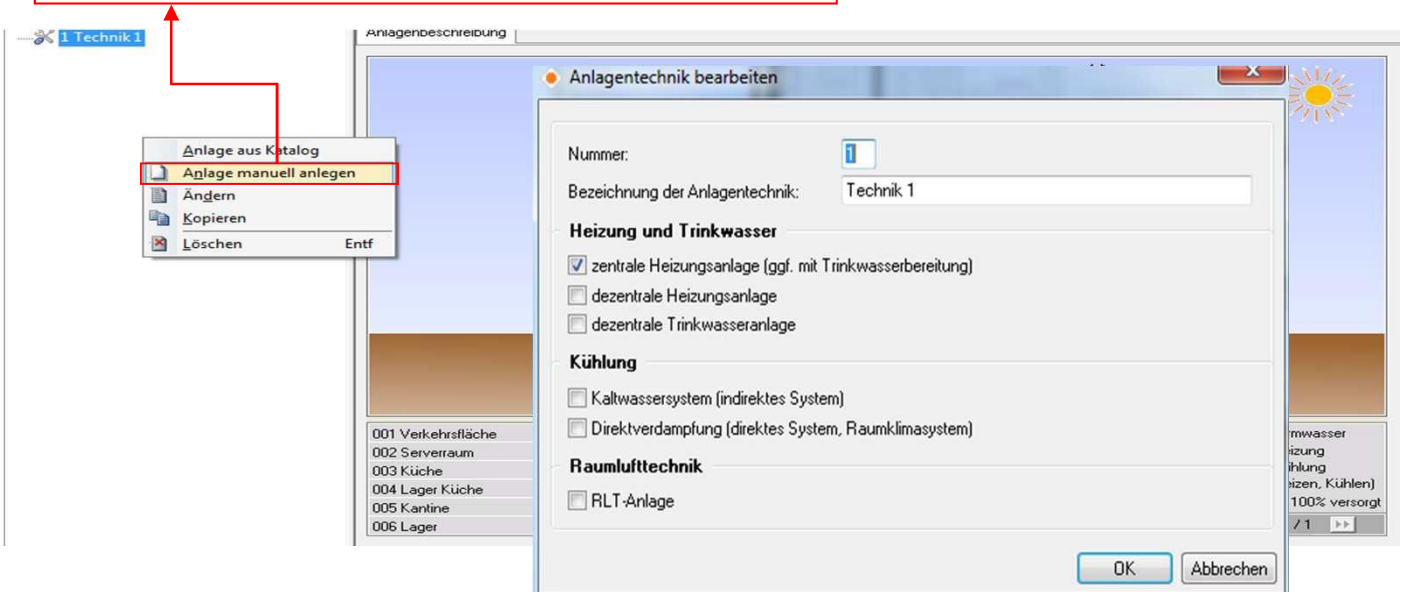 1 Technik 1
Anlagenbeschreibung
Anlage aus Katalog
Anlage manuell anlegen
Ändern
Kopieren
Löschen Entf
Anlagentechnik bearbeiten
Nummer: 1
Bezeichnung der Anlagentechnik: Technik 1
Heizung und Trinkwasser
zentrale Heizungsanlage (ggf. mit Trinkwasserbereitung)
dezentrale Heizungsanlage
dezentrale Trinkwasseranlage
Kühlung
Kaltwassersystem (indirektes System)
Direktverdampfung (direktes System, Raumklimasystem)
Raumlufttechnik
RLT-Anlage
OK Abbrechen
001 Verkehrsfläche
002 Serverraum
003 Küche
004 Lager Küche
005 Kantine
006 Lager
rmwasser
eizung
ühlung
eizen, Kühlen)
100% versorgt
/ 1